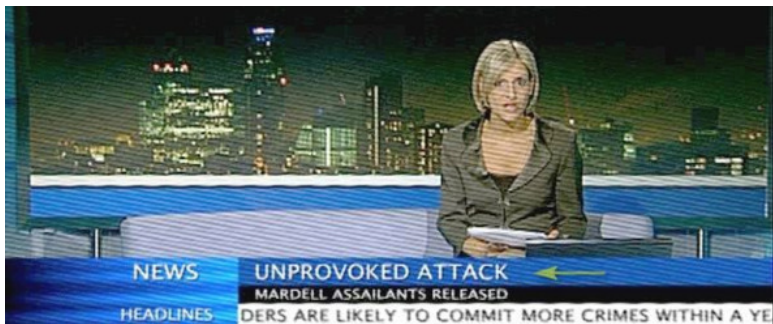 NEWS UNPROVOKED ATTACK
MARDELL ASSAILANTS RELEASED
HEADLINES DERS ARE LIKELY TO COMMIT MORE CRIMES WITHIN A YE